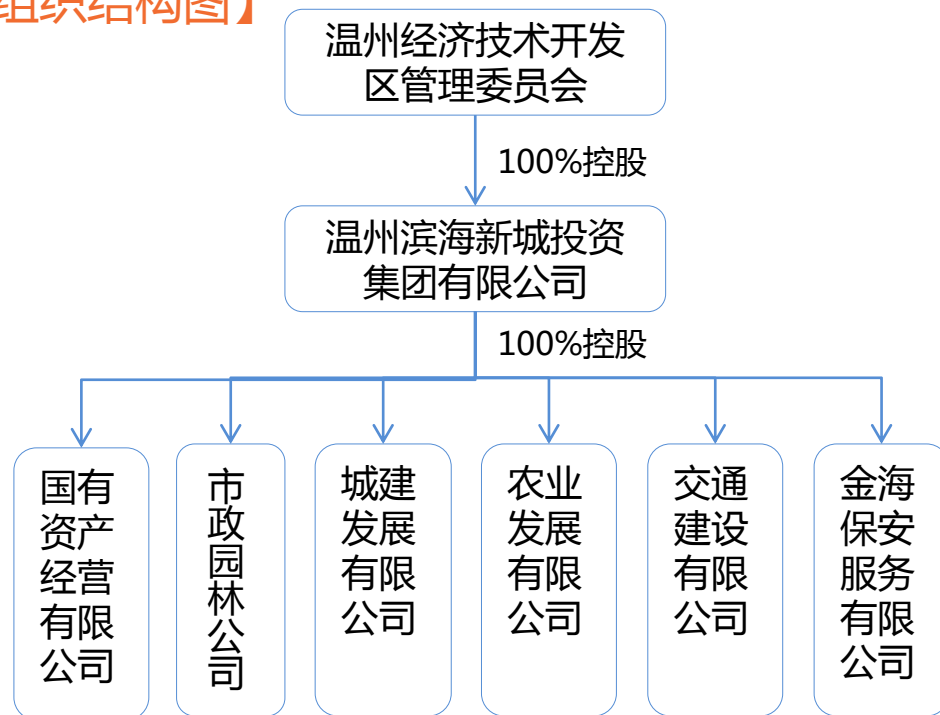 组织结构图】
温州经济技术开发
区管理委员会
100%控股
温州滨海新城投资
集团有限公司
100%控股
国有
资产
经营
有限
公司
市
政
园
林
公
司
城建
发展
有限
公司
农业
发展
有限
公司
交通
建设
有限
公司
金海
保安
服务
有限
公司